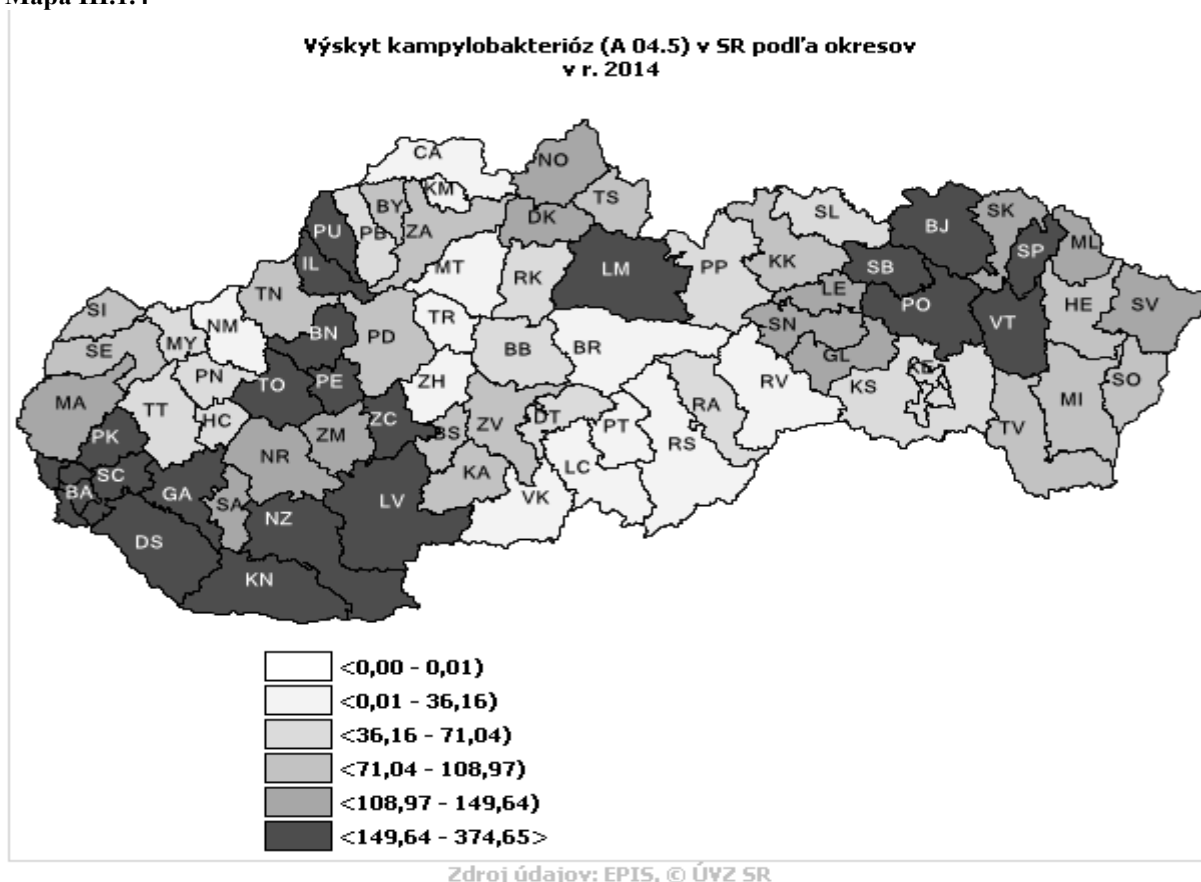 Mapa III.1.4
Výskyt kampylobakterióz (A 04.5) v SR podľa okresov
v r. 2014
CA
NO
KM
TS
BY
PB
ZA
DK
SL
SK
BJ
ML
PU
SP
IL
MT
RK
LM
PP
KK
SB
HE
SV
TN
LE
PO
VT
SI
NM
BN
PD
TR
SN
SE
MY
BB
BR
GL
SO
PN
TO
PE
ZH
RV
KS
KE
MI
MA
TT
HC
ZC
DT
RA
TV
PK
ZM
BS
ZV
PT
RS
NR
KA
LC
BA
SC
GA
SA
NZ
LV
VK
DS
KN
<0,00 - 0,01)
<0,01 - 36,16)
<36,16 - 71,04)
<71,04 - 108,97)
<108,97 - 149,64)
<149,64 - 374,65>
Zdroj údajov: EPIS. © ÚVZ SR